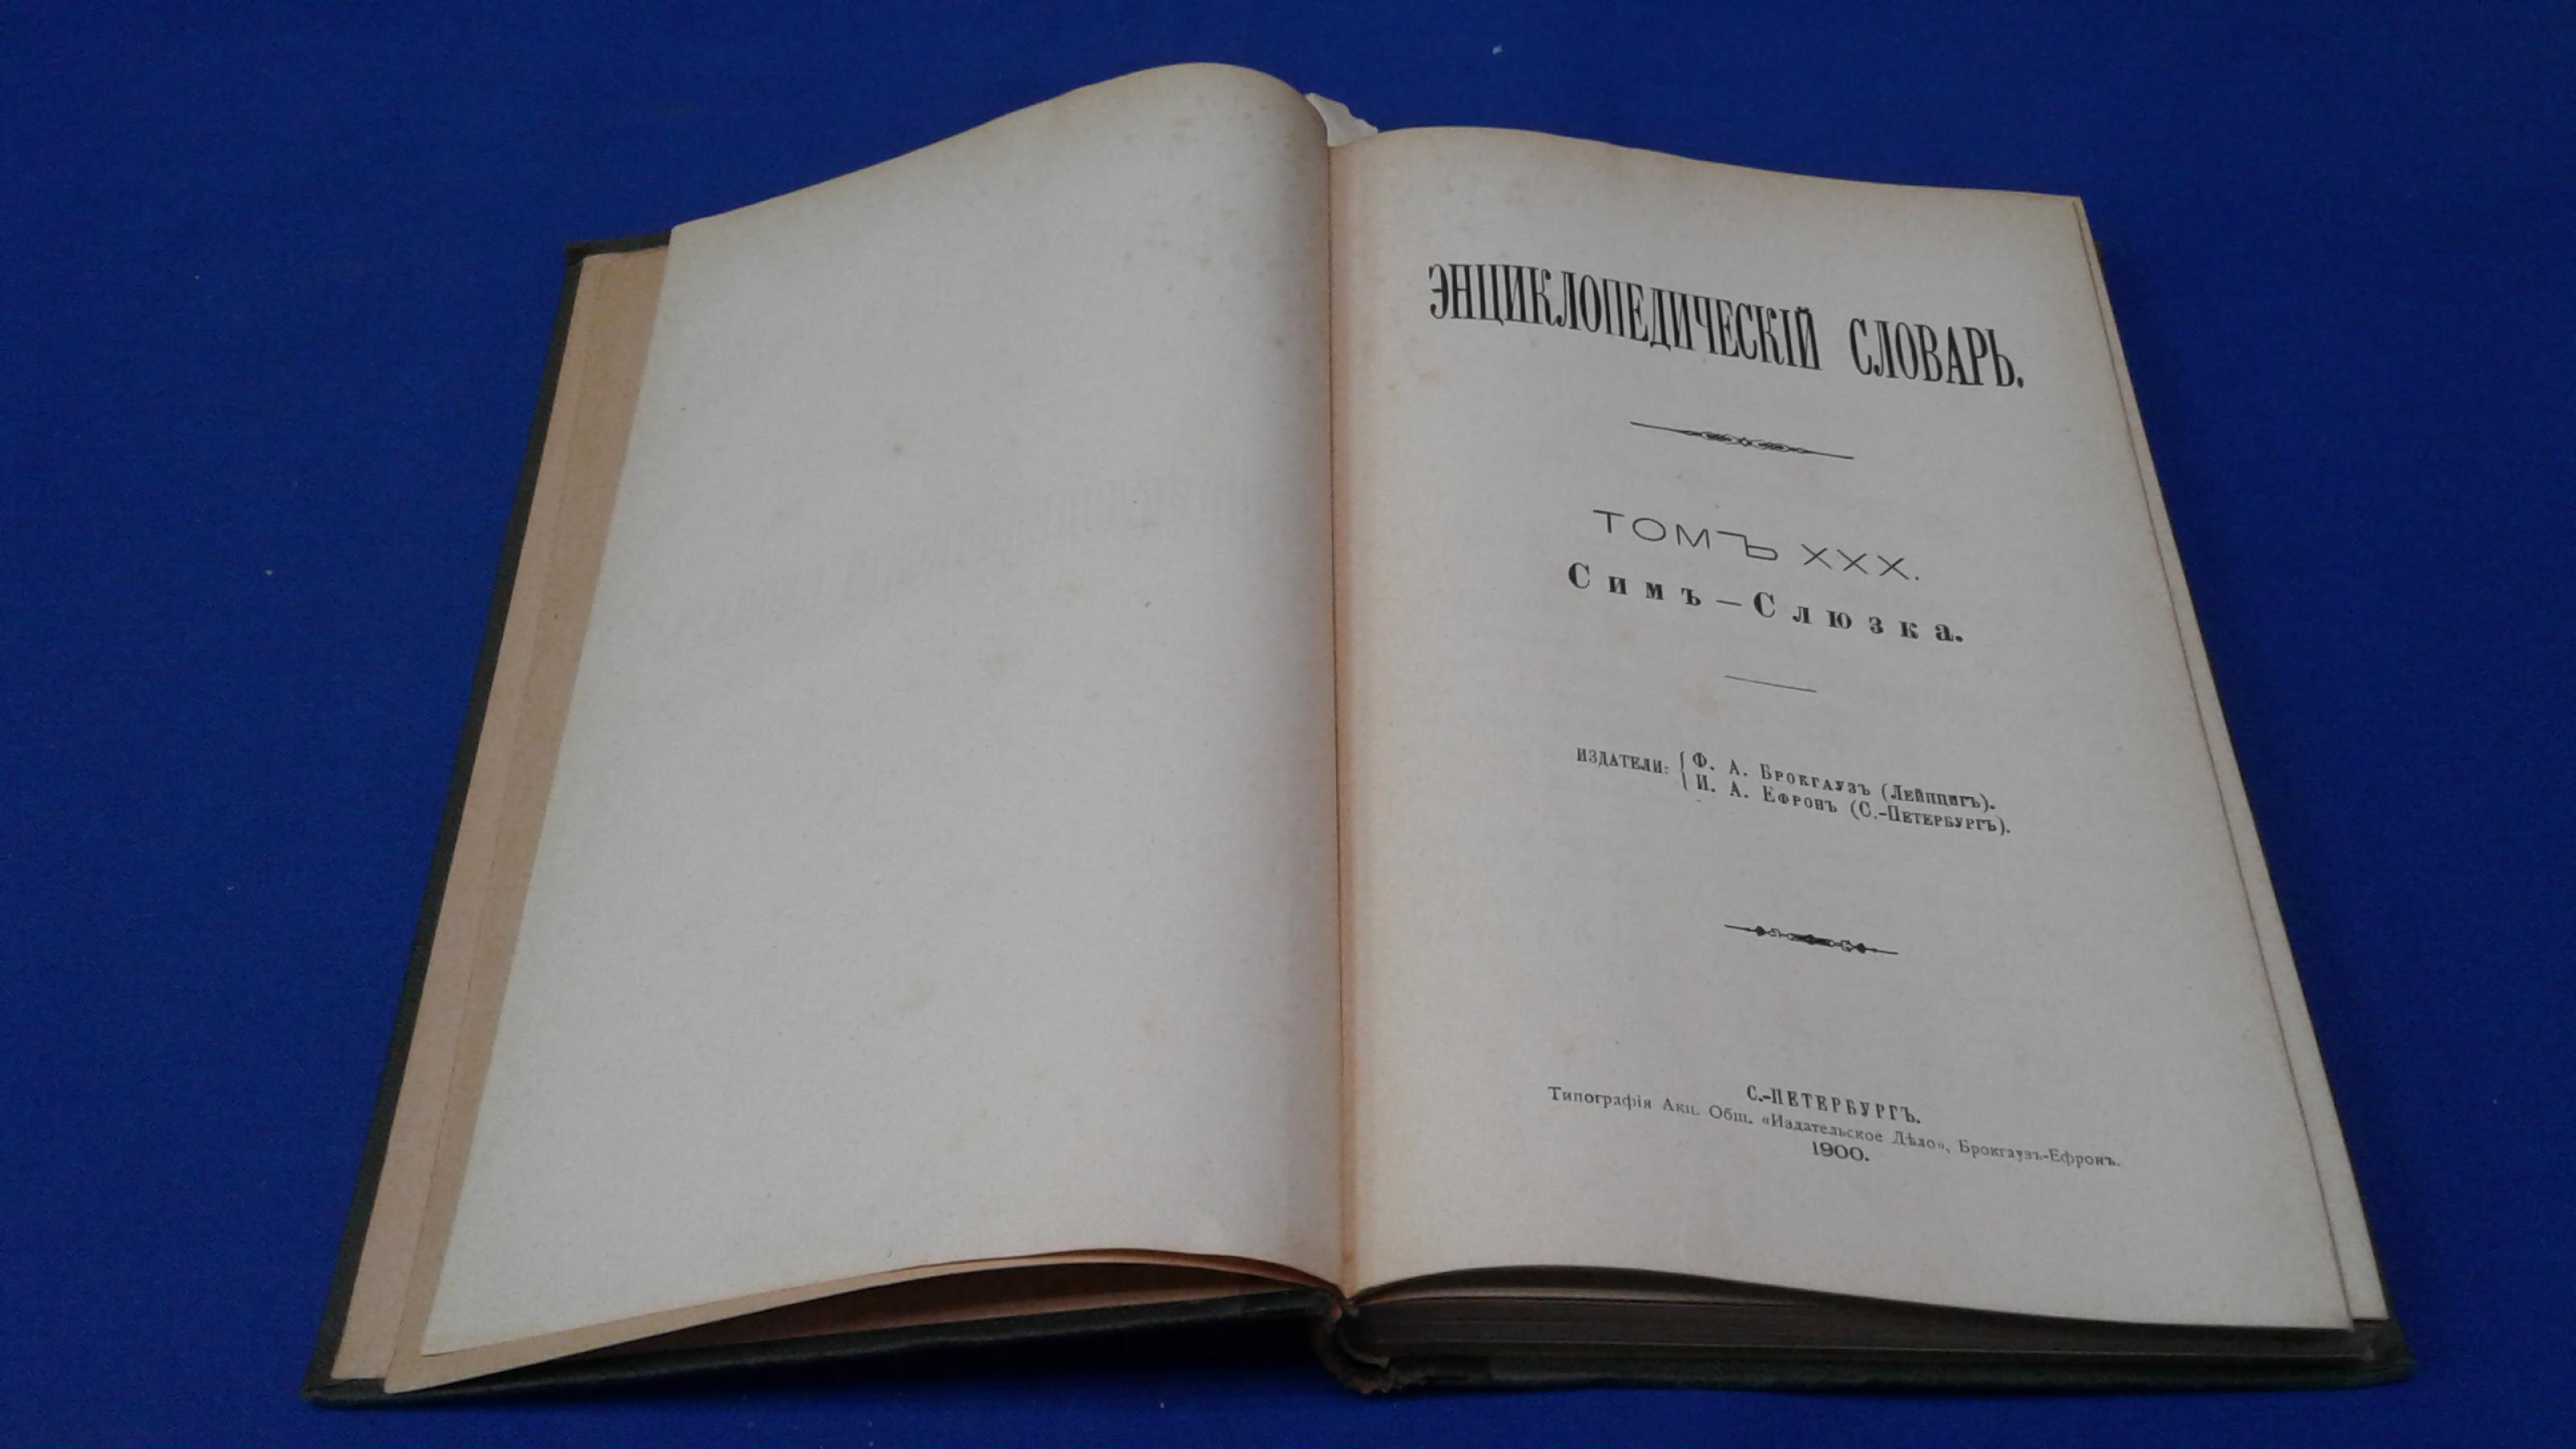 ЭНЦИКЛОПЕДИЧЕСКІЙ СЛОВАРЬ.
ТОМЪ XXX.
Симъ — Слюзка.
ИЗДАТЕЛИ: { Ф. А. БРОКГАУЗЪ (ЛЕЙПЦИГЪ).
И. А. ЕФРОНЪ (С.-ПЕТЕРБУРГЪ).
С.-ПЕТЕРБУРГЪ.
Типографія Акц. Общ. «Издательское Дѣло», Брокгаузъ-Ефронъ.
1900.